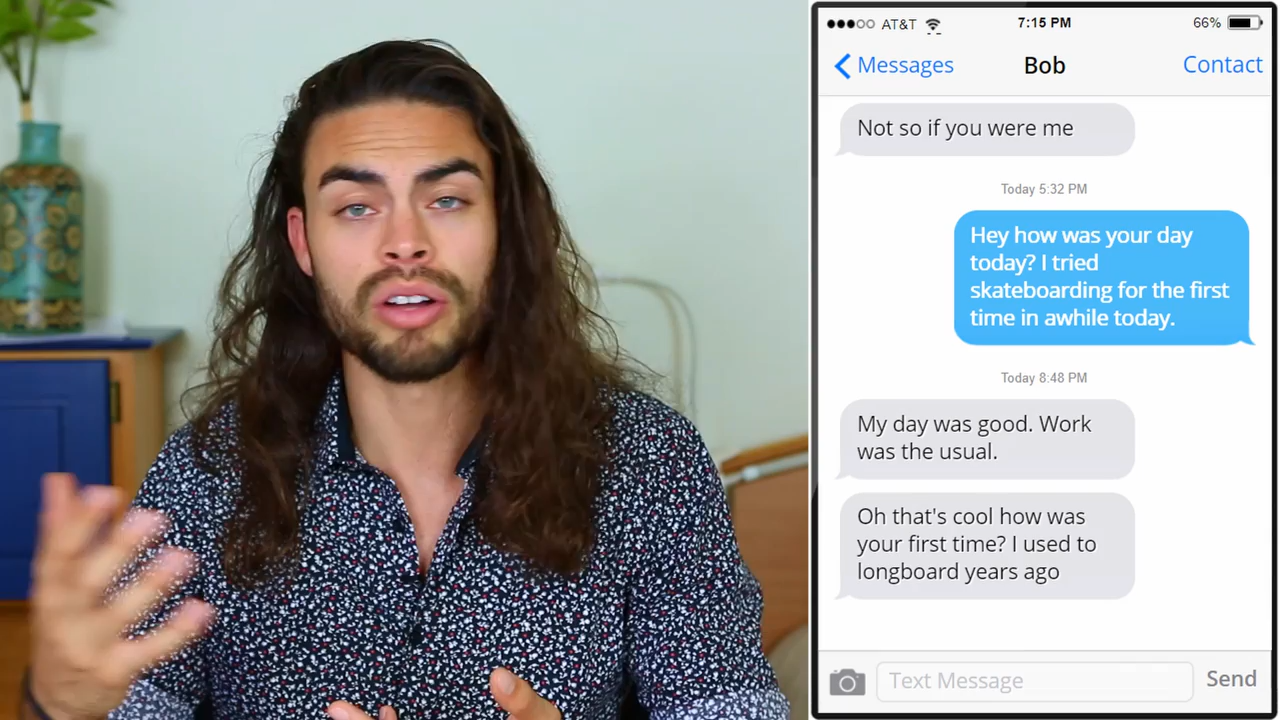 AT&T 7:15 PM 66%
Messages Bob Contact
Not so if you were me
Today 5:32 PM
Hey how was your day
today? I tried
skateboarding for the first
time in awhile today.
Today 8:48 PM
My day was good. Work
was the usual.
Oh that's cool how was
your first time? I used to
longboard years ago
Text Message Send